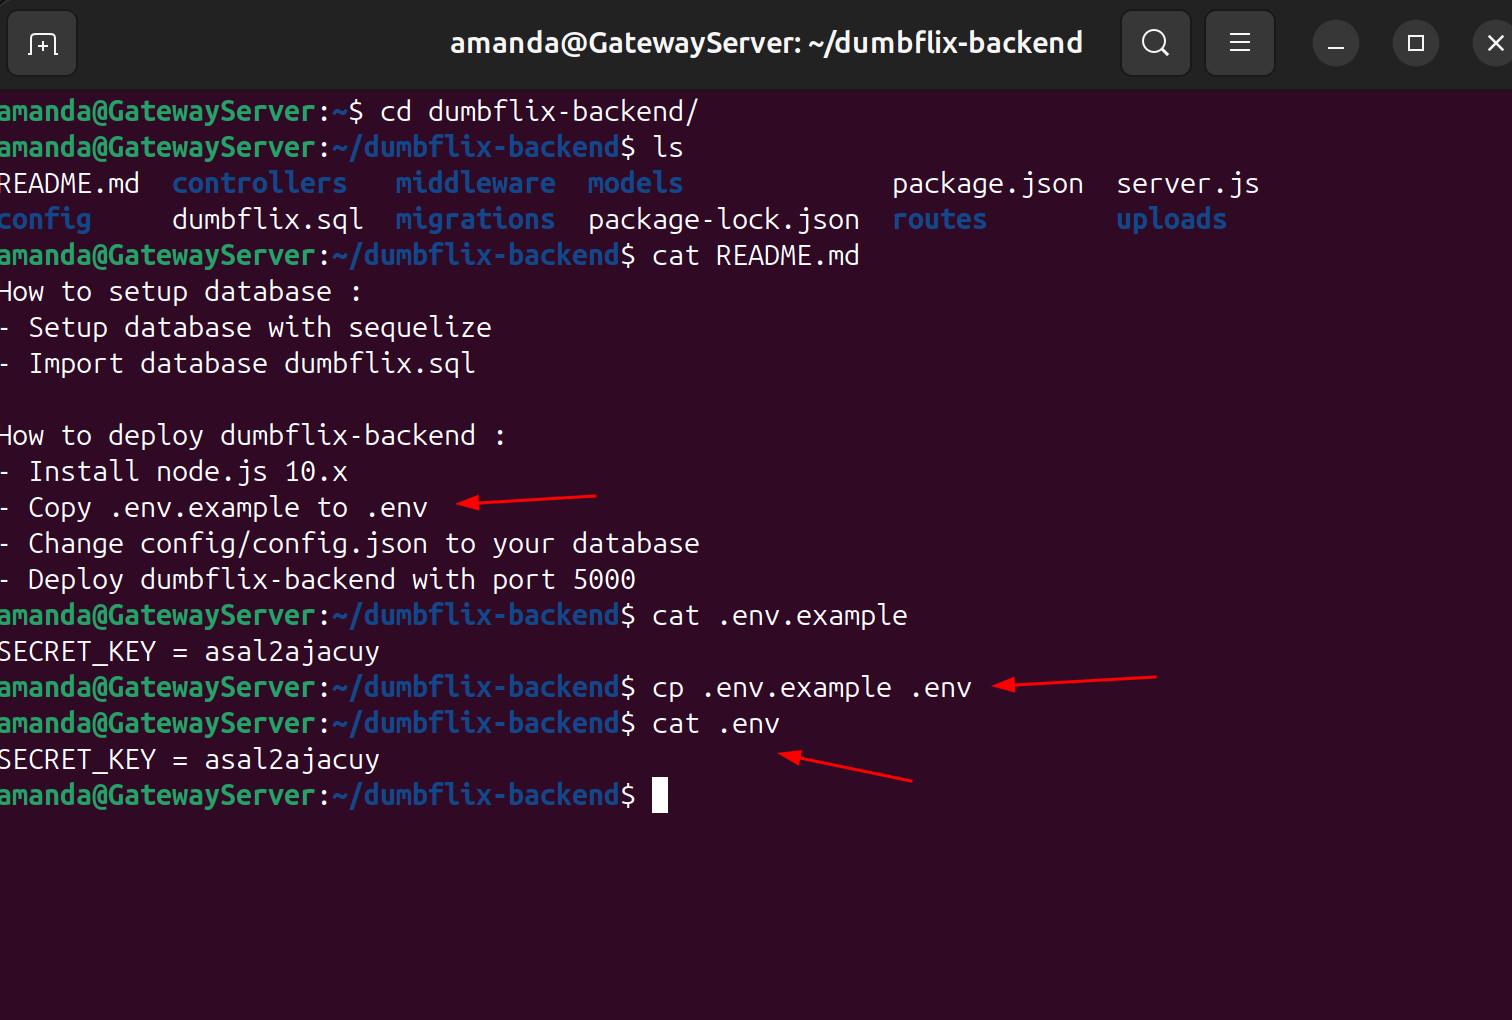 amanda@GatewayServer: ~/dumbflix-backend
amanda@GatewayServer:~$ cd dumbflix-backend/
amanda@GatewayServer:~/dumbflix-backend$ ls
README.md  controllers   middleware  models             package.json  server.js
config     dumbflix.sql  migrations  package-lock.json  routes        uploads
amanda@GatewayServer:~/dumbflix-backend$ cat README.md
How to setup database :
- Setup database with sequelize
- Import database dumbflix.sql

How to deploy dumbflix-backend :
- Install node.js 10.x
- Copy .env.example to .env
- Change config/config.json to your database
- Deploy dumbflix-backend with port 5000
amanda@GatewayServer:~/dumbflix-backend$ cat .env.example
SECRET_KEY = asal2ajacuy
amanda@GatewayServer:~/dumbflix-backend$ cp .env.example .env
amanda@GatewayServer:~/dumbflix-backend$ cat .env
SECRET_KEY = asal2ajacuy
amanda@GatewayServer:~/dumbflix-backend$